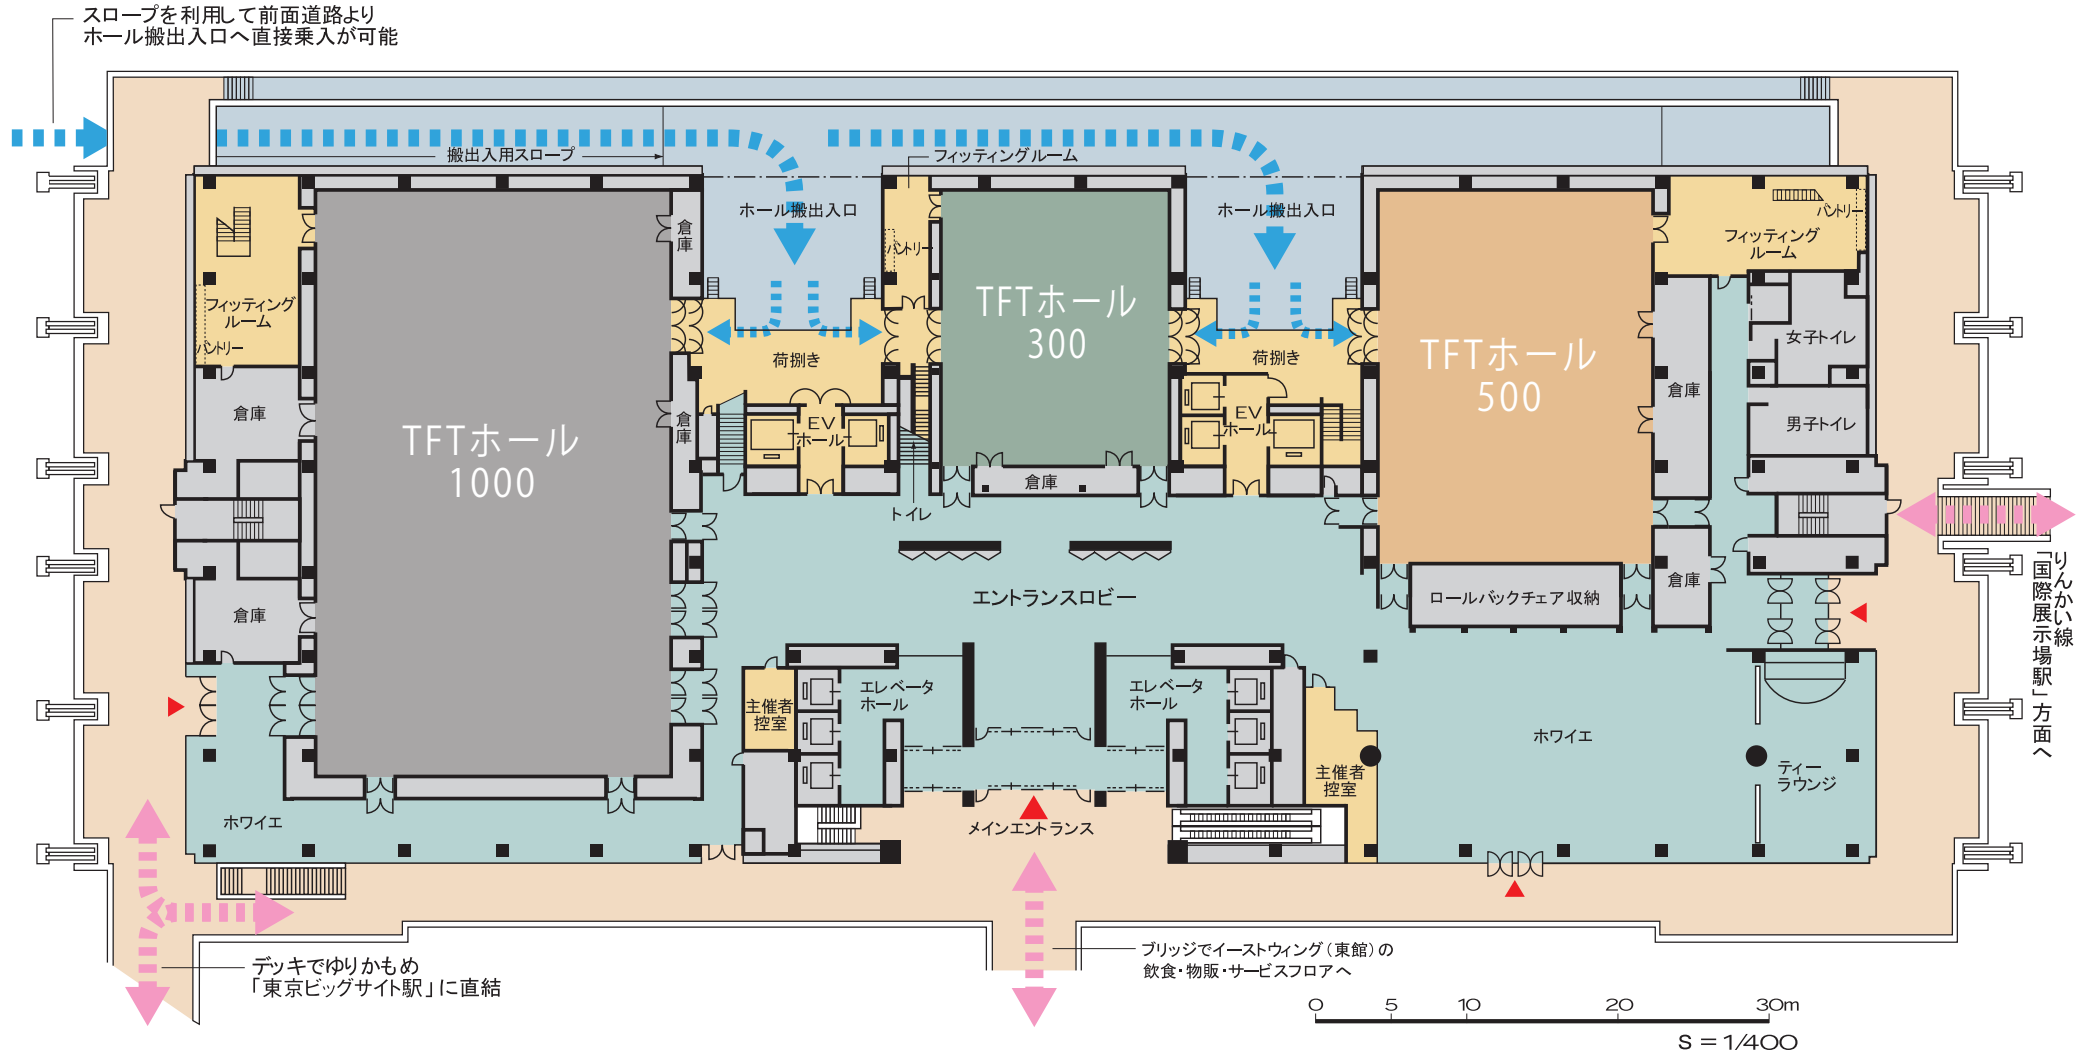 スロープを利用して前面道路より
ホール搬出入口へ直接乗入が可能
搬出入用スロープ
フィッティングルーム
ホール搬出入口
ホール搬出入口
倉庫
パントリー
パントリー
フィッティング
ルーム
フィッティング
ルーム
パントリー
TFTホール
300
荷捌き
荷捌き
TFTホール
500
女子トイレ
倉庫
倉庫
倉庫
EV
ホール
EV
ホール
男子トイレ
TFTホール
1000
倉庫
トイレ
りんかい線
「国際展示場駅」方面へ
エントランスロビー
倉庫
ロールバックチェア収納
倉庫
エレベータ
ホール
エレベータ
ホール
主催者
控室
ホワイエ
主催者
控室
ティー
ラウンジ
ホワイエ
メインエントランス
デッキでゆりかもめ
「東京ビッグサイト駅」に直結
ブリッジでイーストウィング(東館)の
飲食・物販・サービスフロアへ
0 5 10 20 30m
S = 1/400